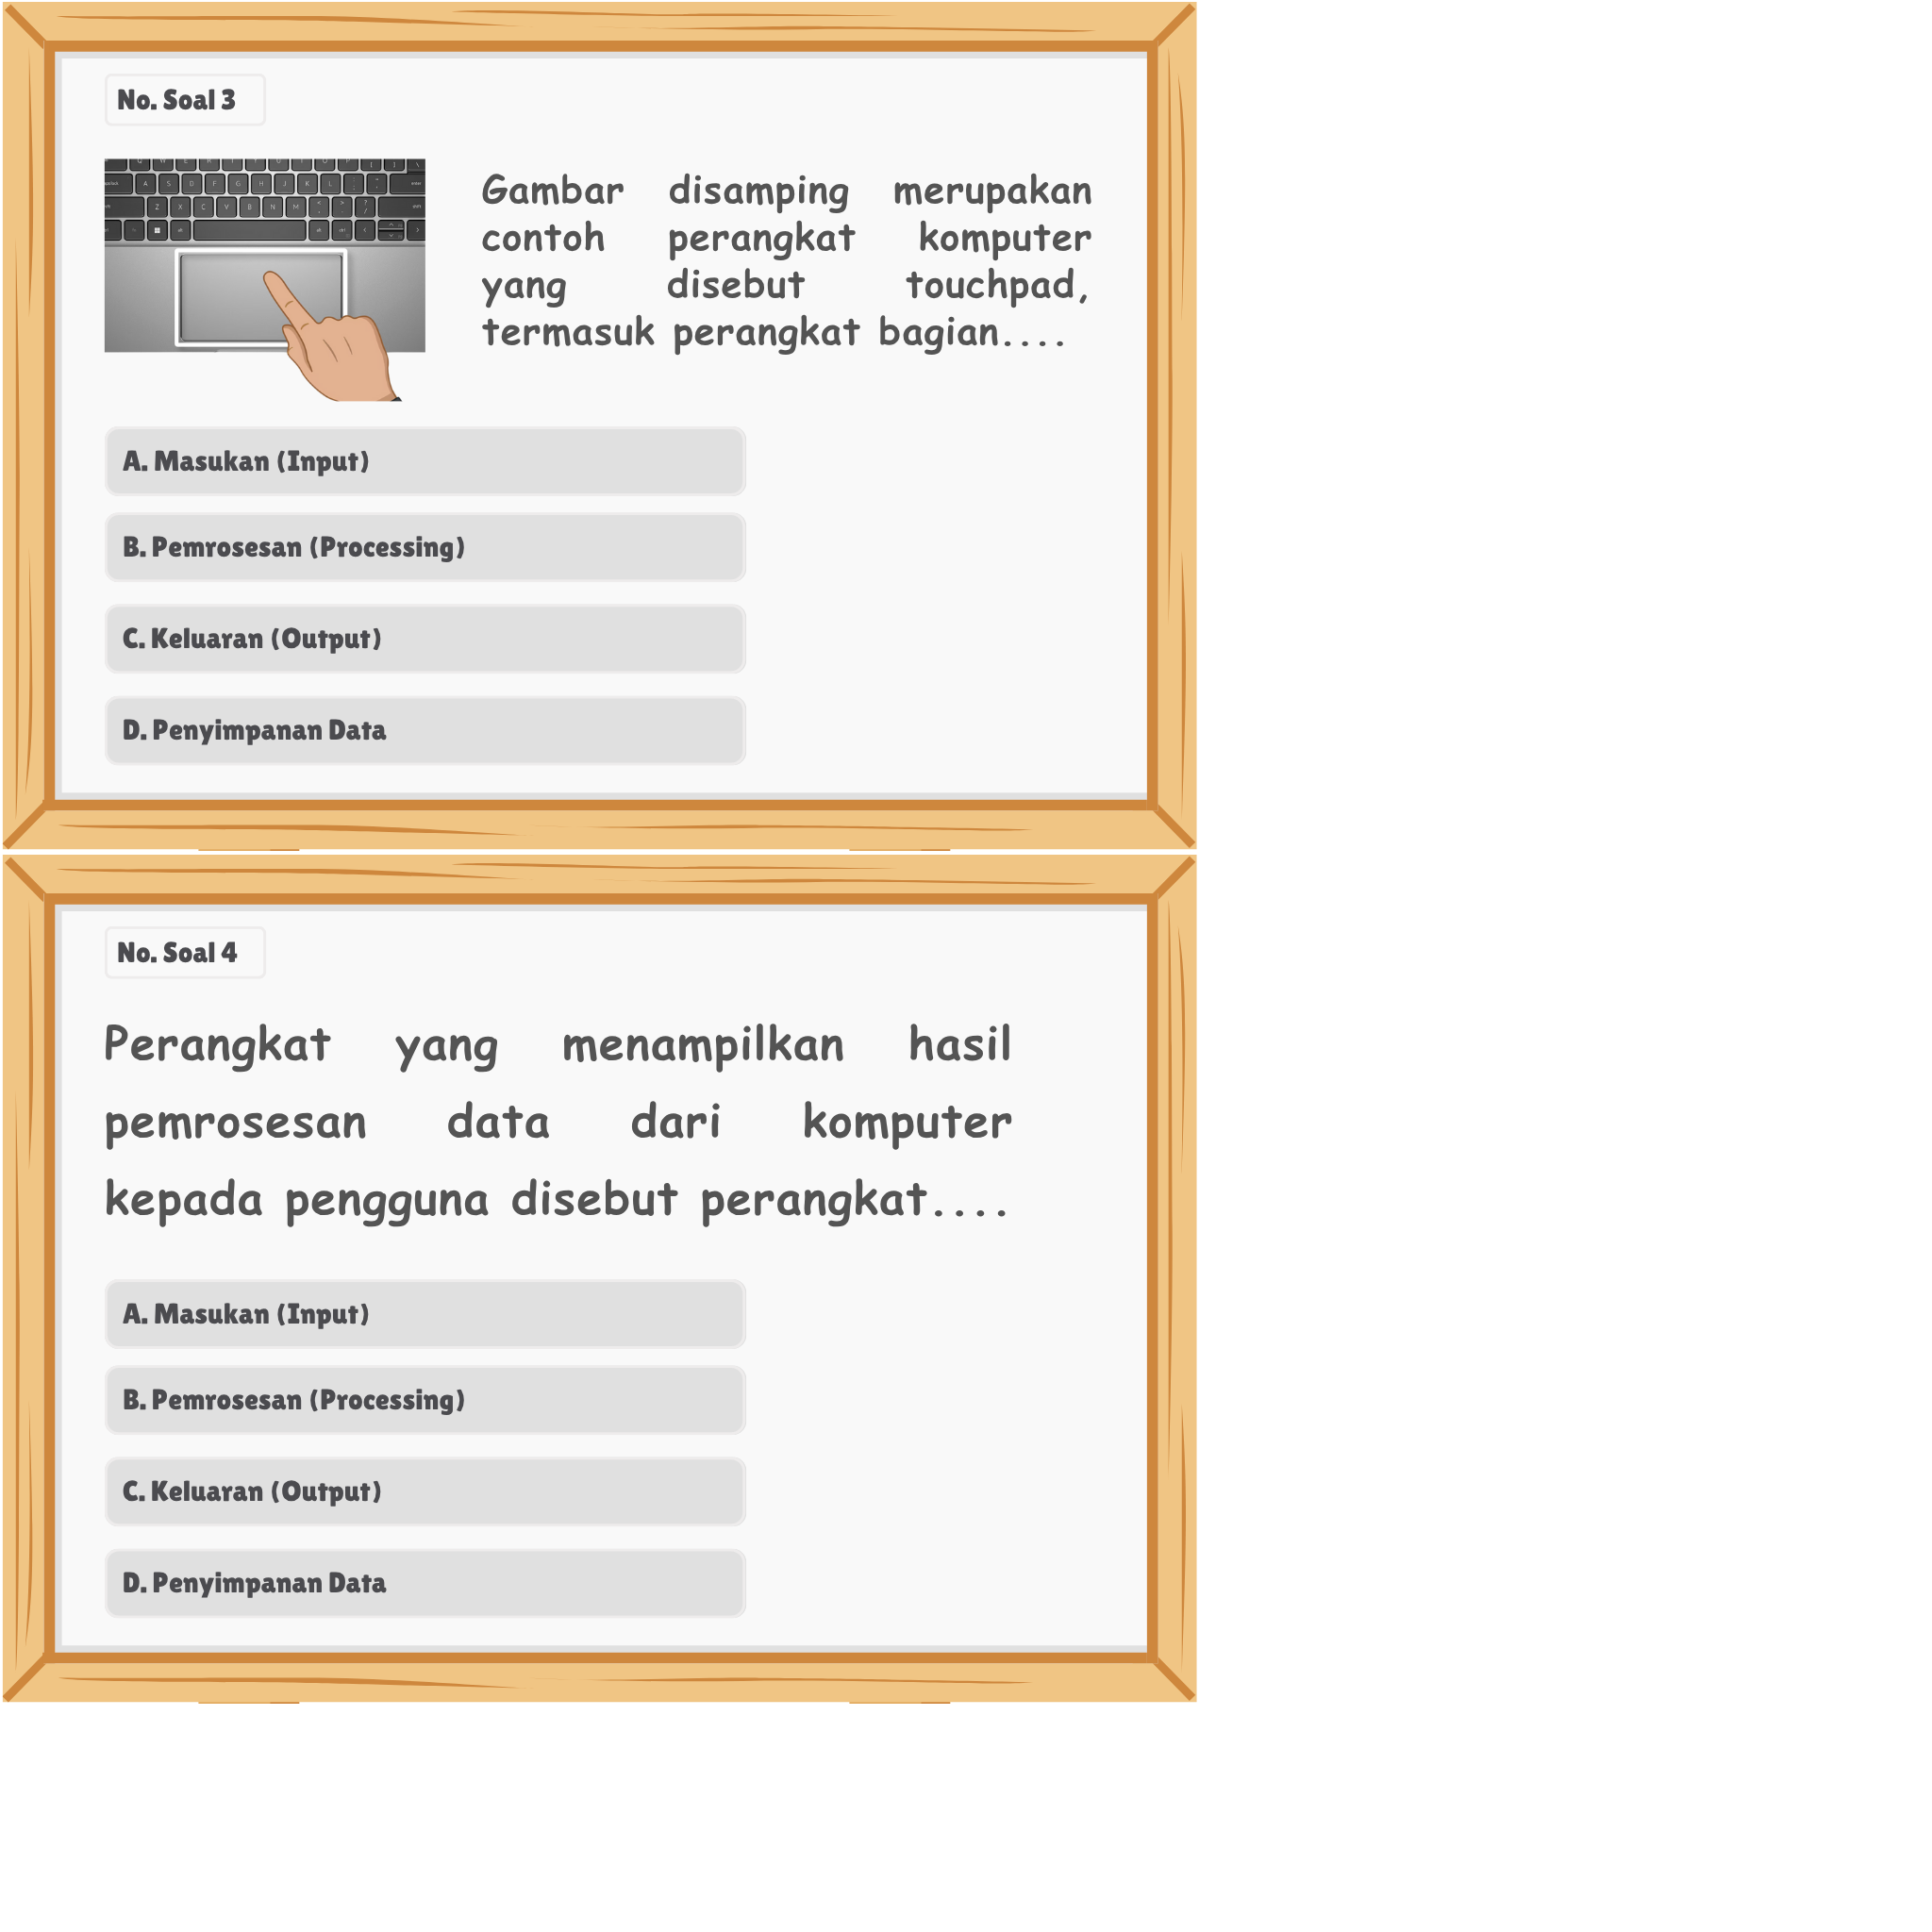 No. Soal 3
Gambar disamping merupakan
contoh perangkat komputer
yang disebut touchpad,
termasuk perangkat bagian....
A. Masukan (Input)
B. Pemrosesan (Processing)
C. Keluaran (Output)
D. Penyimpanan Data
No. Soal 4
Perangkat yang menampilkan hasil
pemrosesan data dari komputer
kepada pengguna disebut perangkat....
A. Masukan (Input)
B. Pemrosesan (Processing)
C. Keluaran (Output)
D. Penyimpanan Data